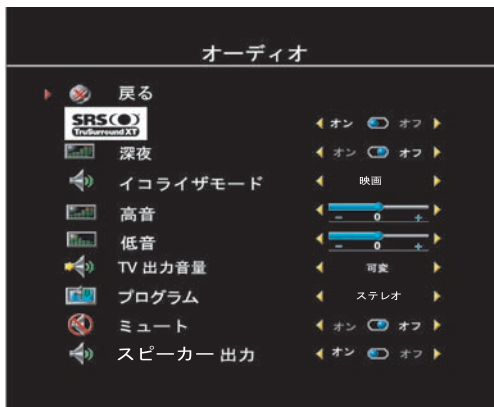 オーディオ
戻る
SRS(●) TruSurround XT オン オフ
深夜 オン オフ
イコライザモード 映画
高音 - 0 +
低音 - 0 +
TV 出力音量 可変
プログラム ステレオ
ミュート オン オフ
スピーカー 出力 オン オフ